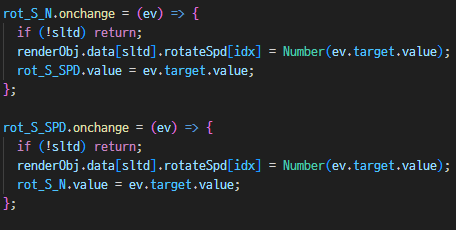 rot_S_N.onchange = (ev) => {
  if (!sltd) return;
  renderObj.data[sltd].rotateSpd[idx] = Number(ev.target.value);
  rot_S_SPD.value = ev.target.value;
};

rot_S_SPD.onchange = (ev) => {
  if (!sltd) return;
  renderObj.data[sltd].rotateSpd[idx] = Number(ev.target.value);
  rot_S_N.value = ev.target.value;
};